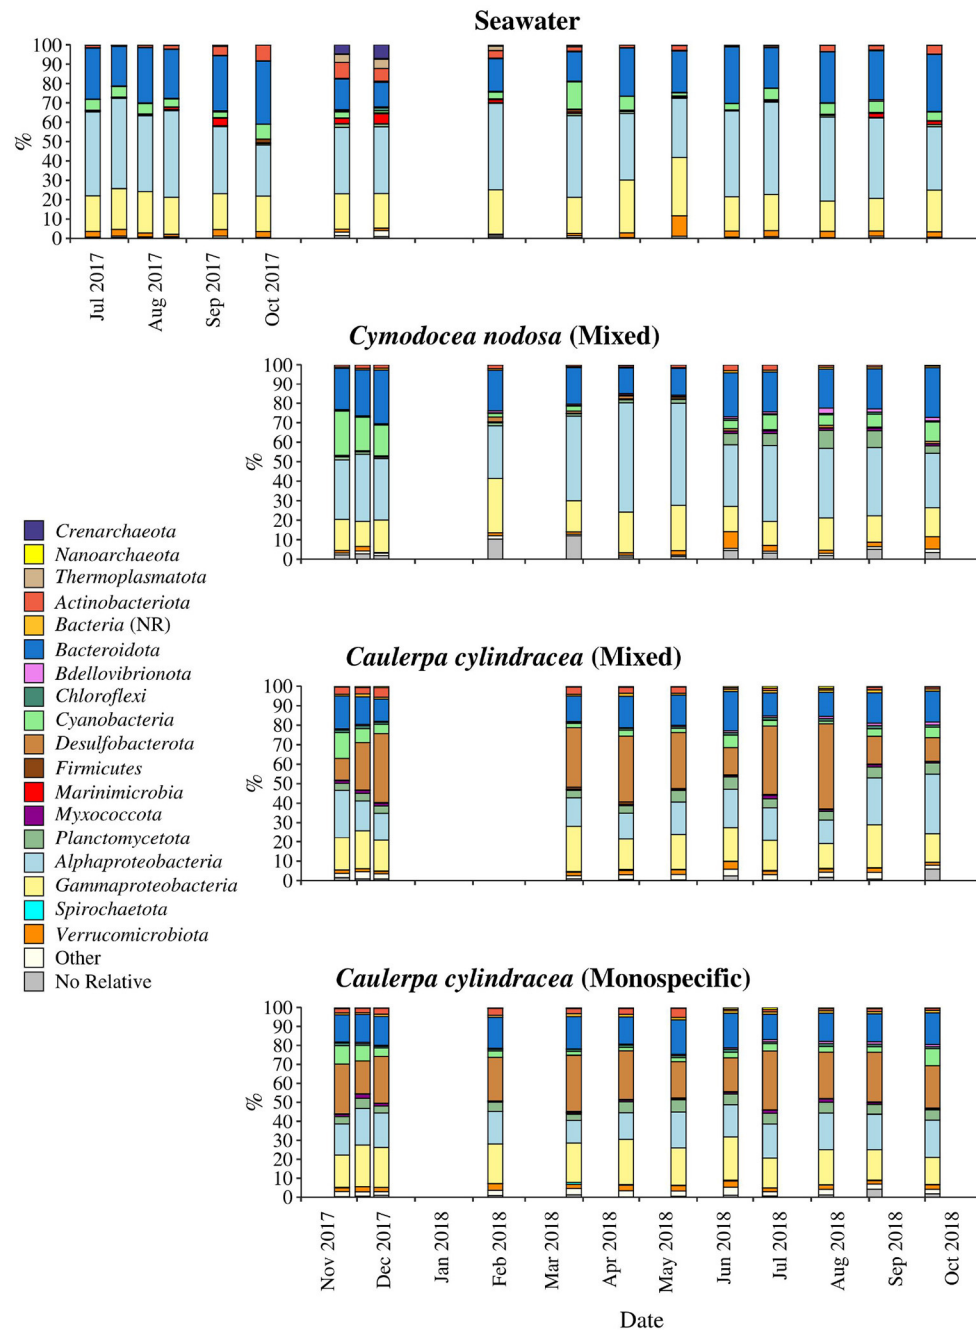 Seawater
100
90
80
70
60
50
40
30
20
10
0
%
Jul 2017
Aug 2017
Sep 2017
Oct 2017
Cymodocea nodosa (Mixed)
100
90
80
70
60
50
40
30
20
10
0
%
Crenarchaeota
Nanoarchaeota
Thermoplasmatota
Actinobacteriota
Bacteria (NR)
Bacteroidota
Bdellovibrionota
Chloroflexi
Cyanobacteria
Desulfobacterota
Firmicutes
Marinimicrobia
Myxococcota
Planctomycetota
Alphaproteobacteria
Gammaproteobacteria
Spirochaetota
Verrucomicrobiota
Other
No Relative
Caulerpa cylindracea (Mixed)
100
90
80
70
60
50
40
30
20
10
0
%
Caulerpa cylindracea (Monospecific)
100
90
80
70
60
50
40
30
20
10
0
%
Nov 2017
Dec 2017
Jan 2018
Feb 2018
Mar 2018
Apr 2018
May 2018
Jun 2018
Jul 2018
Aug 2018
Sep 2018
Oct 2018
Date